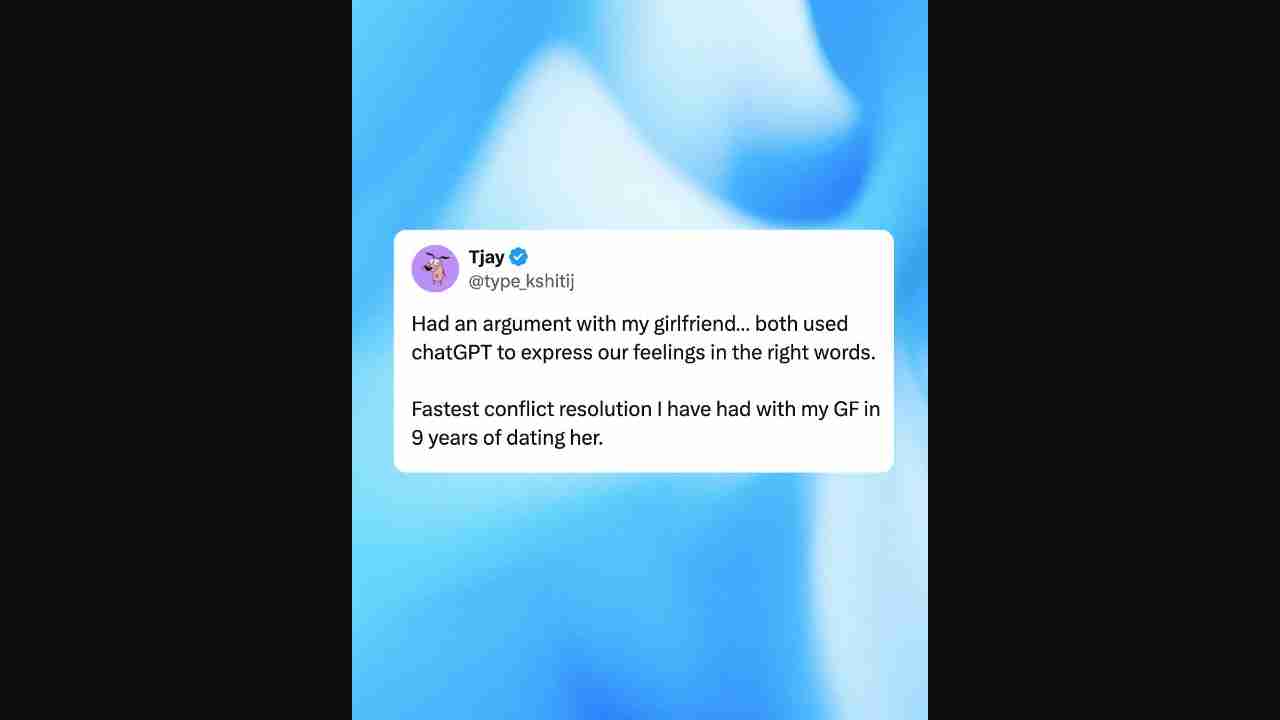 Tjay
@type_kshitij
Had an argument with my girlfriend... both used
chatGPT to express our feelings in the right words.
Fastest conflict resolution I have had with my GF in
9 years of dating her.